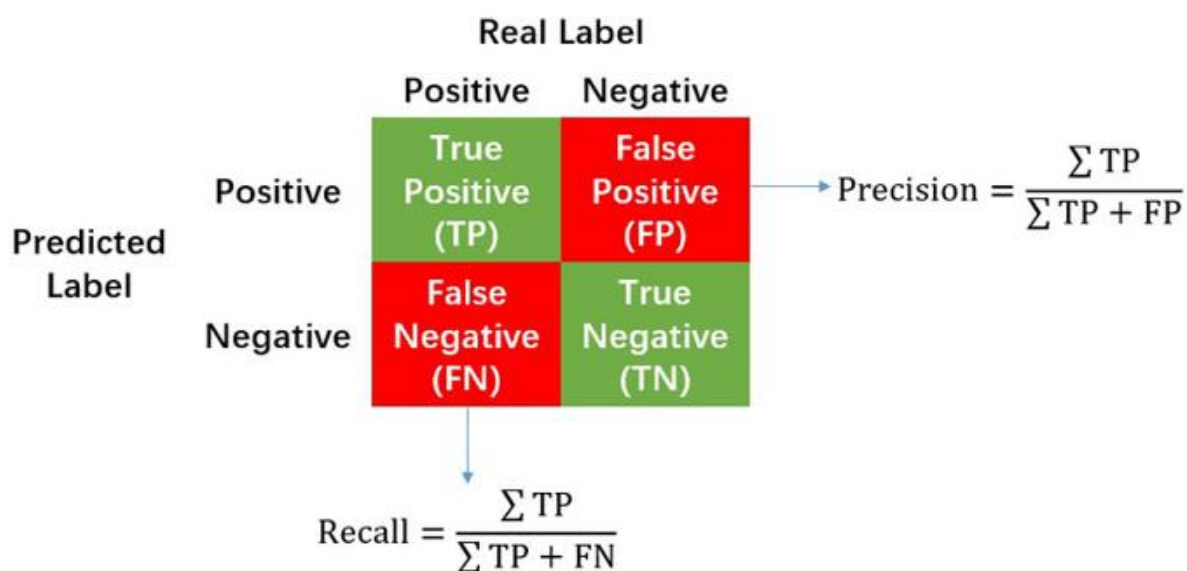 Real Label
Positive Negative
True
Positive
(TP)
False
Positive
(FP)
Positive
Precision = ∑ TP / ∑ TP + FP
Predicted
Label
False
Negative
(FN)
True
Negative
(TN)
Negative
Recall = ∑ TP / ∑ TP + FN